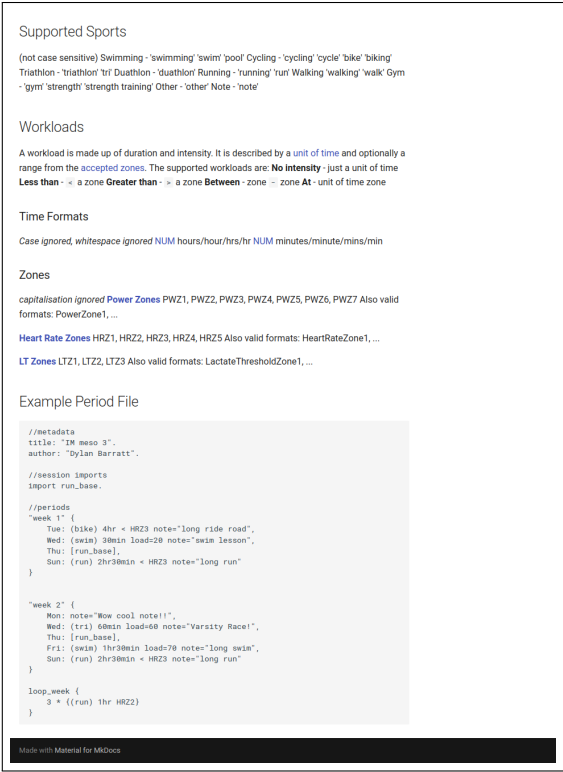 Supported Sports
(not case sensitive) Swimming - 'swimming' 'swim' 'pool' Cycling - 'cycling' 'cycle' 'bike' 'biking'
Triathlon - 'triathlon' 'tri' Duathlon - 'duathlon' Running - 'running' 'run' Walking 'walking' 'walk' Gym
- 'gym' 'strength' 'strength training' Other - 'other' Note - 'note'
Workloads
A workload is made up of duration and intensity. It is described by a unit of time and optionally a
range from the accepted zones. The supported workloads are: No intensity - just a unit of time
Less than - < a zone Greater than - > a zone Between - zone - zone At - unit of time zone
Time Formats
Case ignored, whitespace ignored NUM hours/hour/hrs/hr NUM minutes/minute/mins/min
Zones
capitalisation ignored Power Zones PWZ1, PWZ2, PWZ3, PWZ4, PWZ5, PWZ6, PWZ7 Also valid
formats: PowerZone1, ...
Heart Rate Zones HRZ1, HRZ2, HRZ3, HRZ4, HRZ5 Also valid formats: HeartRateZone1, ...
LT Zones LTZ1, LTZ2, LTZ3 Also valid formats: LactateThresholdZone1, ...
Example Period File
//metadata
title: "IM meso 3".
author: "Dylan Barratt".
//session imports
import run_base.
//periods
"week 1" {
Tue: (bike) 4hr < HRZ3 note="long ride road",
Wed: (swim) 30min load=20 note="swim lesson",
Thu: [run_base],
Sun: (run) 2hr30min < HRZ3 note="long run"
}
"week 2" {
Mon: note="Wow cool note!!",
Wed: (tri) 60min load=60 note="Varsity Race!",
Thu: [run_base],
Fri: (swim) 1hr30min load=70 note="long swim",
Sun: (run) 2hr30min < HRZ3 note="long run"
}
loop_week {
3 * {(run) 1hr HRZ2}
}
Made with Material for MkDocs